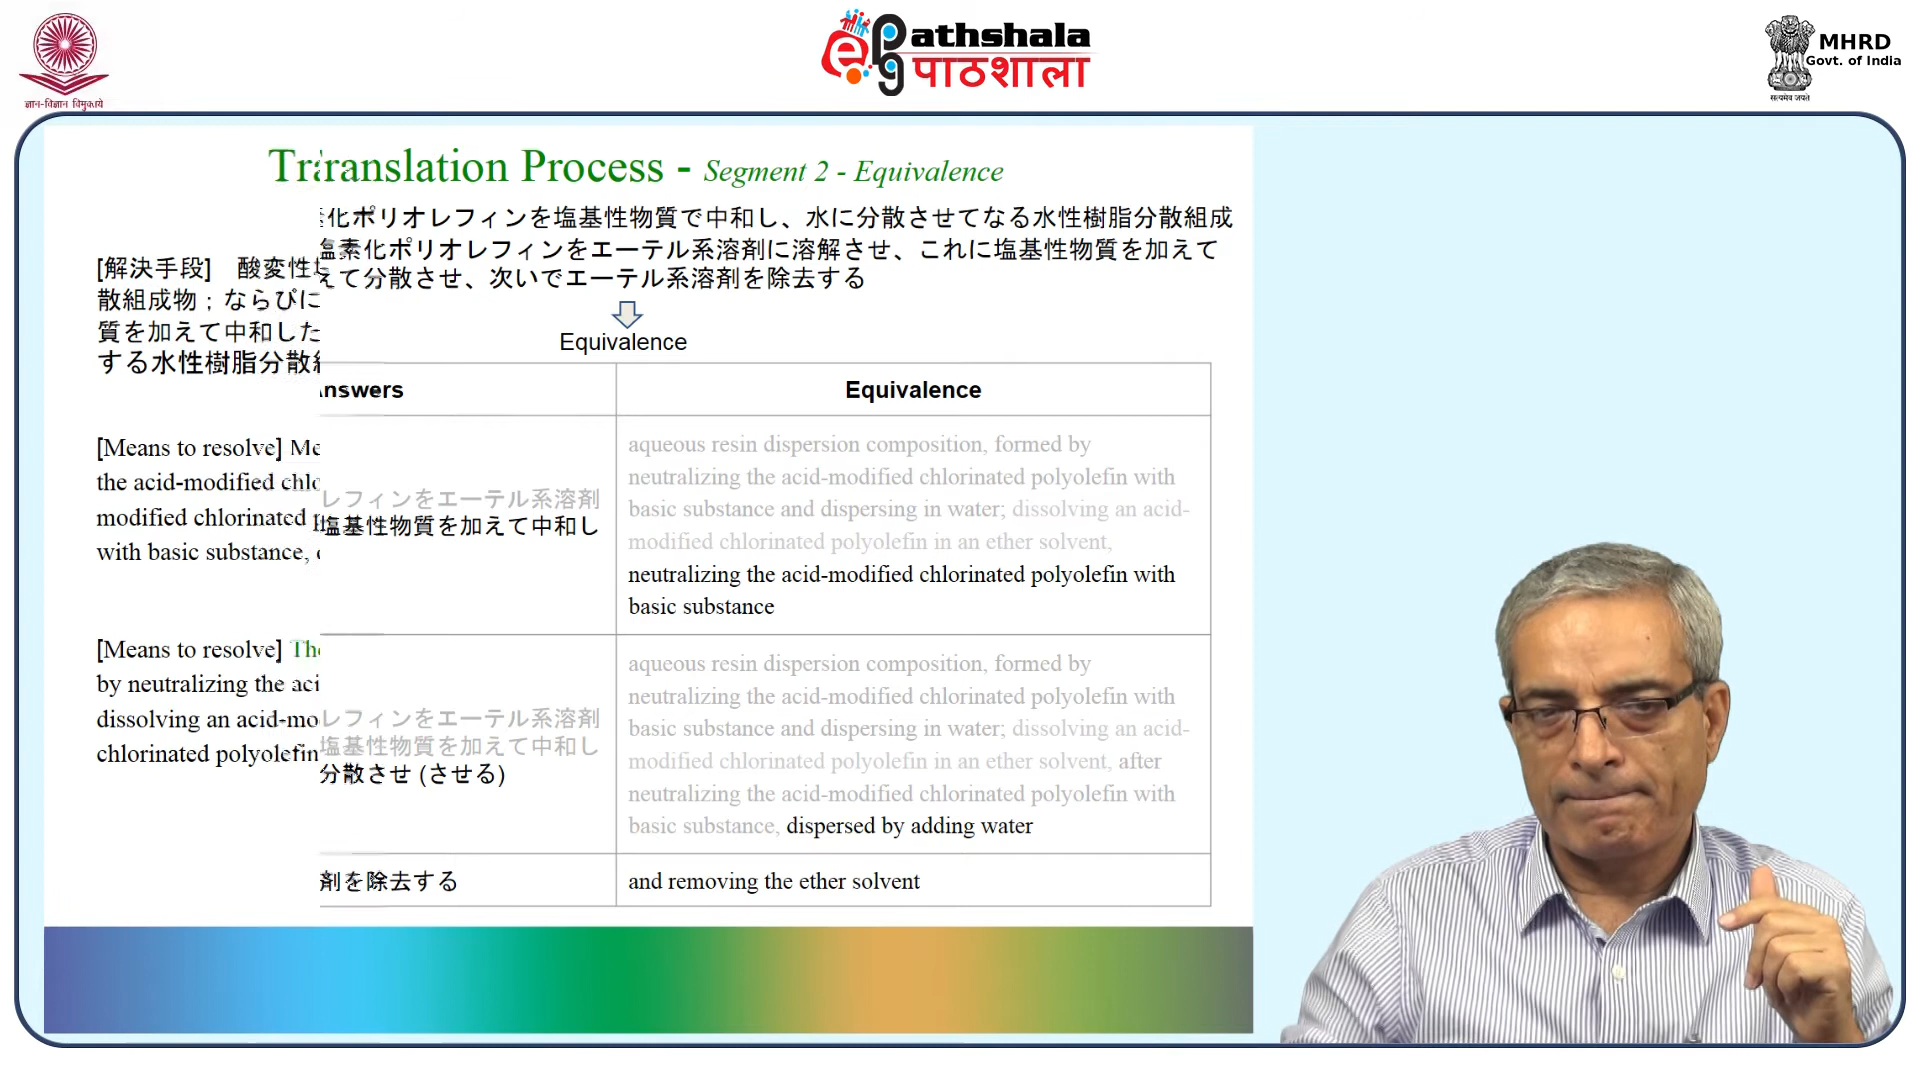 ज्ञान-विज्ञान विमुक्तये
ePathshala
पाठशाला
MHRD
Govt. of India
सत्यमेव जयते
Translation Process - Segment 2 - Equivalence
化ポリオレフィンを塩基性物質で中和し、水に分散させてなる水性樹脂分散組成
塩素化ポリオレフィンをエーテル系溶剤に溶解させ、これに塩基性物質を加えて
えて分散させ、次いでエーテル系溶剤を除去する
[解決手段] 酸変性
散組成物；ならびに
質を加えて中和した
する水性樹脂分散
Equivalence
nswers
Equivalence
[Means to resolve] Me
the acid-modified chlo
modified chlorinated
with basic substance,
レフィンをエーテル系溶剤
塩基性物質を加えて中和し
aqueous resin dispersion composition, formed by
neutralizing the acid-modified chlorinated polyolefin with
basic substance and dispersing in water; dissolving an acid-
modified chlorinated polyolefin in an ether solvent,
neutralizing the acid-modified chlorinated polyolefin with
basic substance
[Means to resolve] The
by neutralizing the aci
dissolving an acid-mo
chlorinated polyolefin
レフィンをエーテル系溶剤
塩基性物質を加えて中和し
分散させ (させる)
aqueous resin dispersion composition, formed by
neutralizing the acid-modified chlorinated polyolefin with
basic substance and dispersing in water; dissolving an acid-
modified chlorinated polyolefin in an ether solvent, after
neutralizing the acid-modified chlorinated polyolefin with
basic substance, dispersed by adding water
剤を除去する
and removing the ether solvent